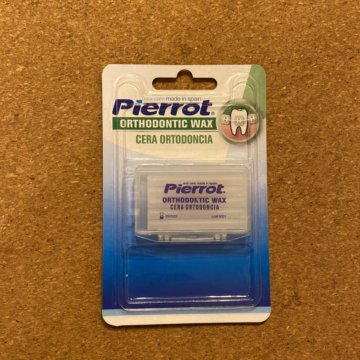 made in spain
Pierrot®
ORTHODONTIC WAX
CERA ORTODONCIA
Pierrot
ORTHODONTIC WAX
CERA ORTODONCIA